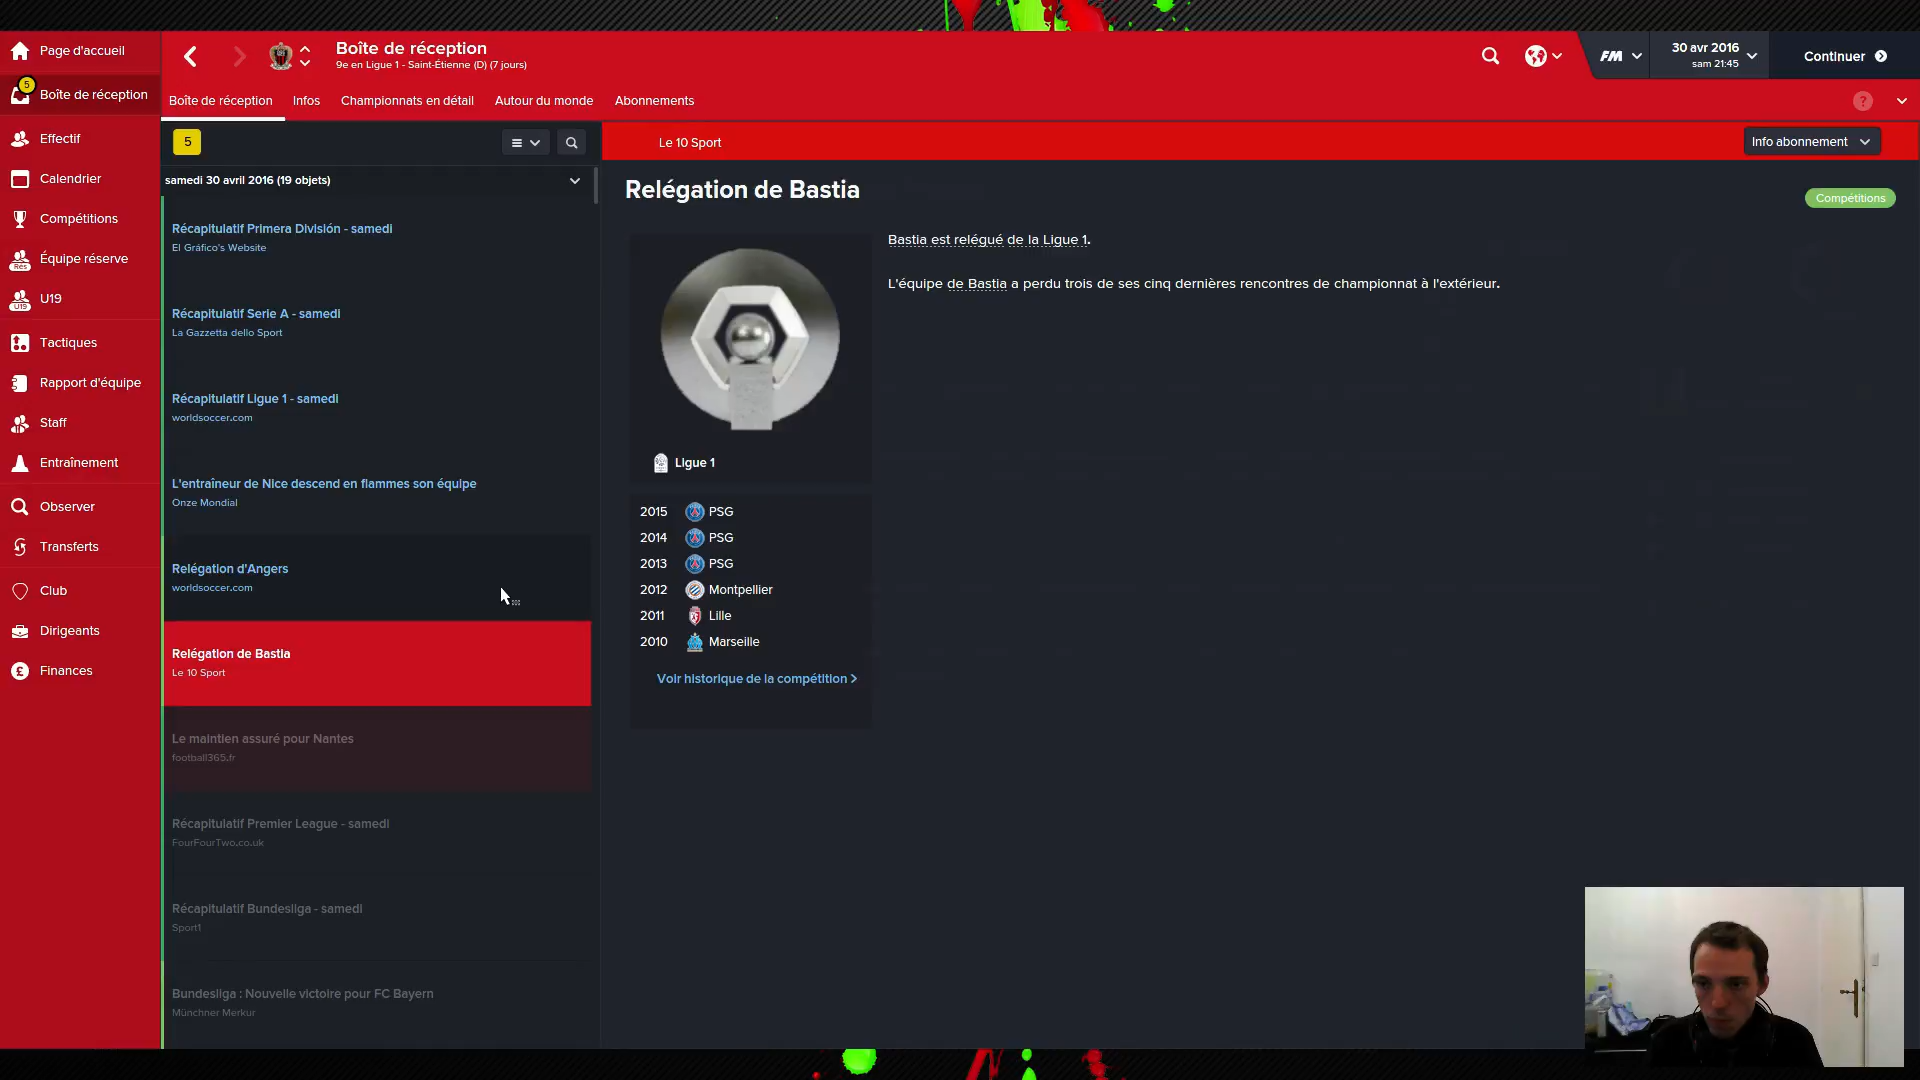 Page d'accueil
5
Boîte de réception
Effectif
Calendrier
Compétitions
Rés
Équipe réserve
U19
U19
Tactiques
Rapport d'équipe
Staff
Entraînement
Observer
Transferts
Club
Dirigeants
£
Finances
Boîte de réception
9e en Ligue 1 - Saint-Étienne (D) (7 jours)
FM
30 avr 2016
sam 21:45
Continuer
Boîte de réception
Infos
Championnats en détail
Autour du monde
Abonnements
?
5
samedi 30 avril 2016 (19 objets)
Récapitulatif Primera División - samedi
El Gráfico's Website
Récapitulatif Serie A - samedi
La Gazzetta dello Sport
Récapitulatif Ligue 1 - samedi
worldsoccer.com
L'entraîneur de Nice descend en flammes son équipe
Onze Mondial
Relégation d'Angers
worldsoccer.com
Relégation de Bastia
Le 10 Sport
Le maintien assuré pour Nantes
football365.fr
Récapitulatif Premier League - samedi
FourFourTwo.co.uk
Récapitulatif Bundesliga - samedi
Sport1
Bundesliga : Nouvelle victoire pour FC Bayern
Münchner Merkur
Le 10 Sport
Info abonnement
Relégation de Bastia
Compétitions
Bastia est relégué de la Ligue 1.
L'équipe de Bastia a perdu trois de ses cinq dernières rencontres de championnat à l'extérieur.
Ligue 1
2015 PSG
2014 PSG
2013 PSG
2012 Montpellier
2011 Lille
2010 Marseille
Voir historique de la compétition >